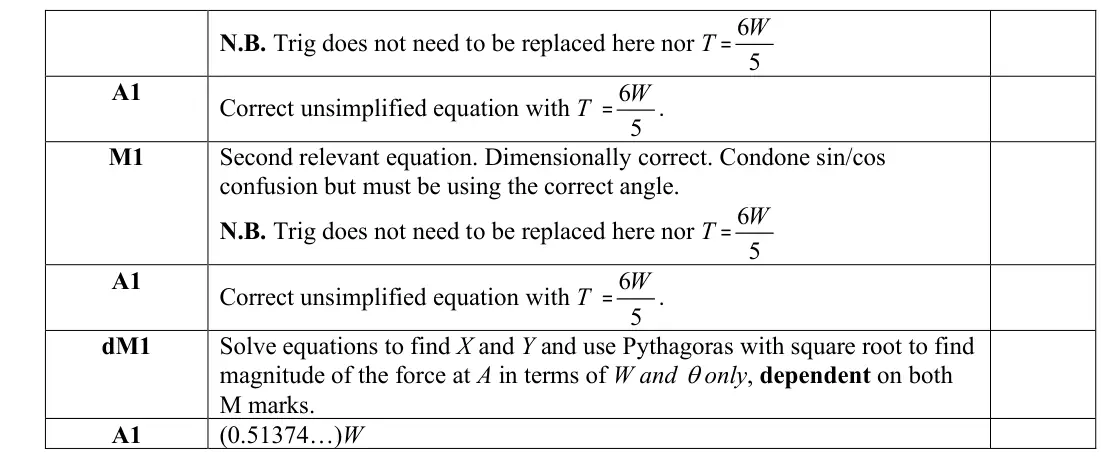 N.B. Trig does not need to be replaced here nor T = 6W/5
A1
Correct unsimplified equation with T = 6W/5.
M1
Second relevant equation. Dimensionally correct. Condone sin/cos
confusion but must be using the correct angle.
N.B. Trig does not need to be replaced here nor T = 6W/5
A1
Correct unsimplified equation with T = 6W/5.
dM1
Solve equations to find X and Y and use Pythagoras with square root to find
magnitude of the force at A in terms of W and θ only, dependent on both
M marks.
A1
(0.51374…)W